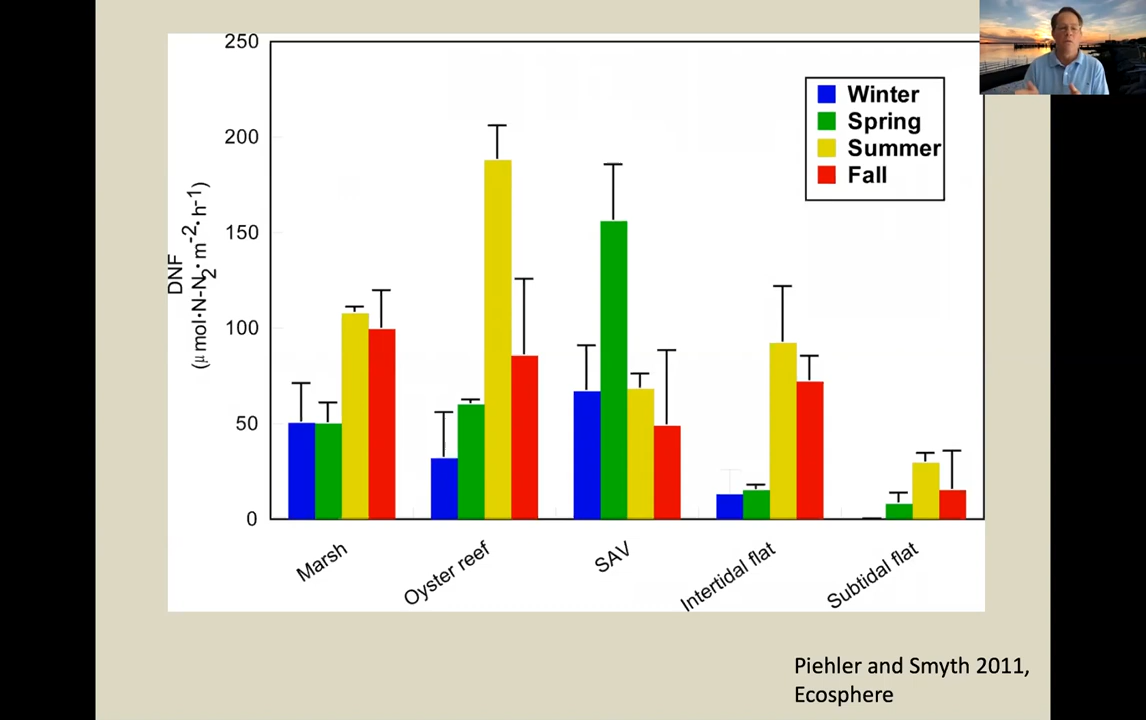 250
200
150
100
50
0
DNF
(μmol·N-N₂·m⁻²·h⁻¹)
Winter
Spring
Summer
Fall
Marsh
Oyster reef
SAV
Intertidal flat
Subtidal flat
Piehler and Smyth 2011,
Ecosphere